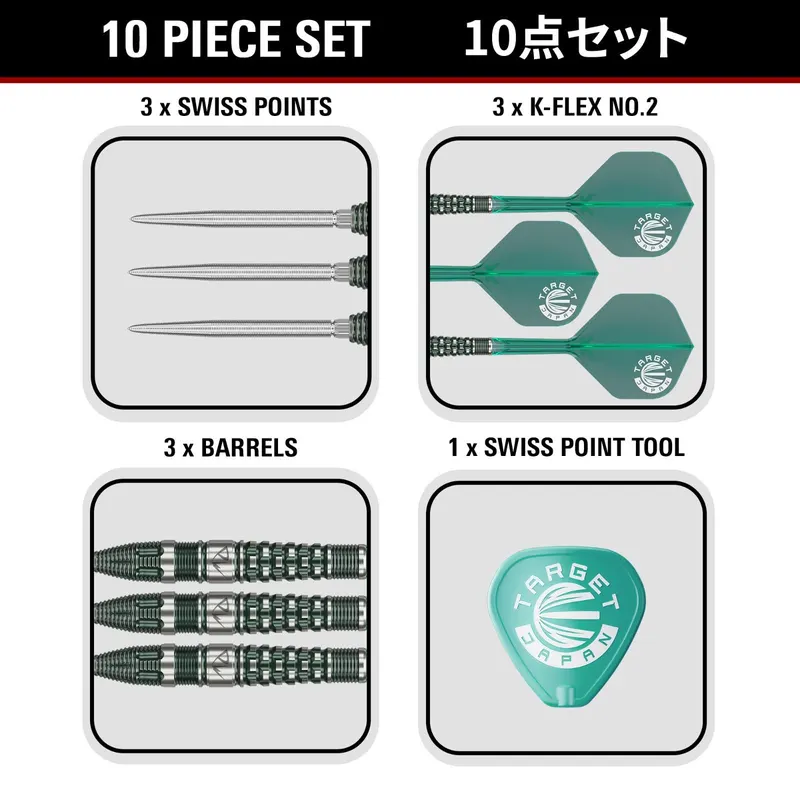 10 PIECE SET 10点セット
3 x SWISS POINTS
3 x K-FLEX NO.2
TARGET
JAPAN
TARGET
JAPAN
TARGET
JAPAN
3 x BARRELS
1 x SWISS POINT TOOL
TARGET
JAPAN